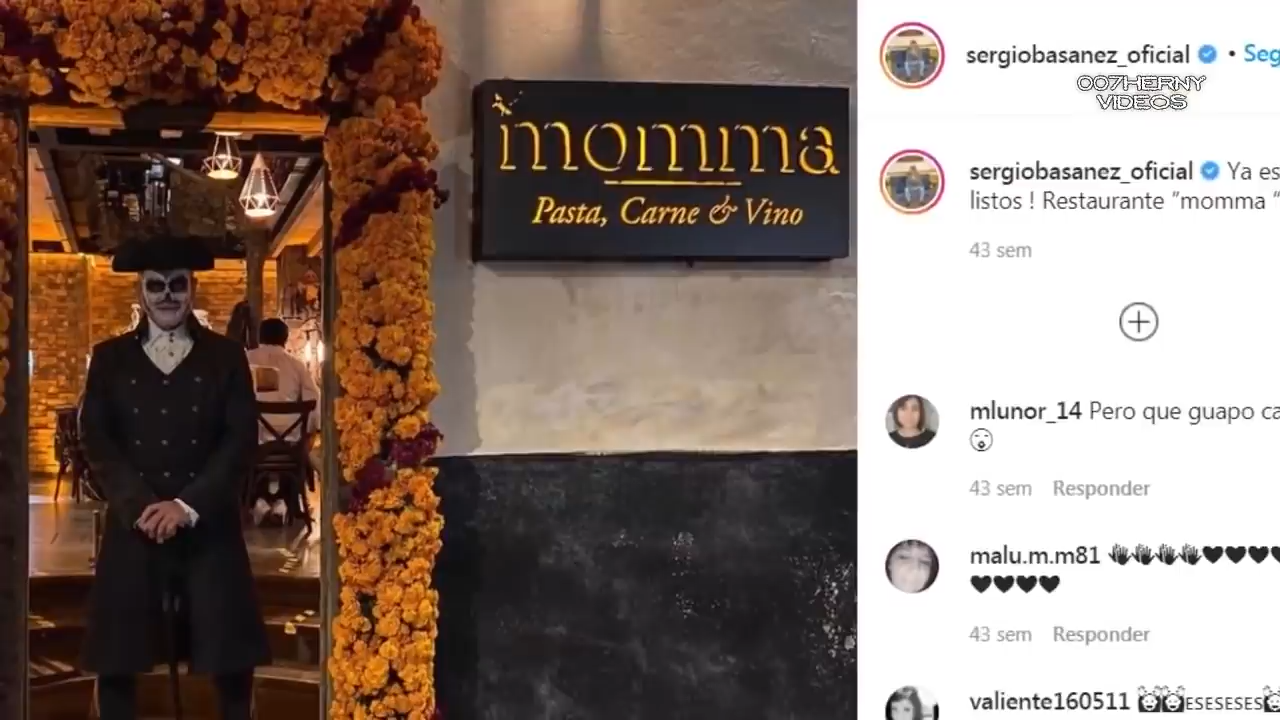 momma
Pasta, Carne & Vino
sergiobasanez_oficial • Seg
007HERNY
VIDEOS
sergiobasanez_oficial Ya es
listos ! Restaurante "momma "
43 sem
mlunor_14 Pero que guapo ca
43 sem Responder
malu.m.m81
43 sem Responder
valiente160511 ESESESES